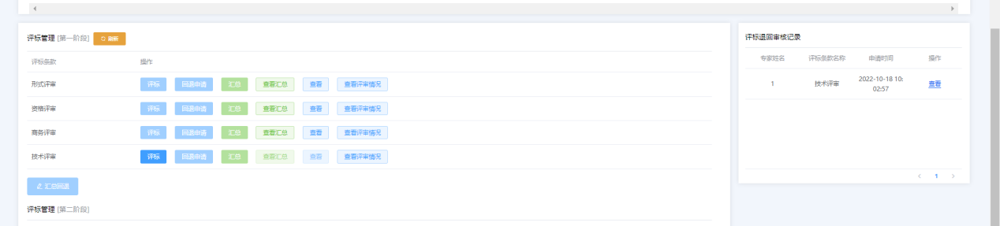 评标管理 [第一阶段] 刷新
评标条款 操作
形式评审 评标 回退申请 汇总 查看汇总 查看 查看评审情况
资格评审 评标 回退申请 汇总 查看汇总 查看 查看评审情况
商务评审 评标 回退申请 汇总 查看汇总 查看 查看评审情况
技术评审 评标 回退申请 汇总 查看汇总 查看 查看评审情况
汇总回退
评标管理 [第二阶段]
评标退回审核记录
专家姓名 评标条款名称 申请时间 操作
1 技术评审 2022-10-18 10: 查看
02:57
< 1 >